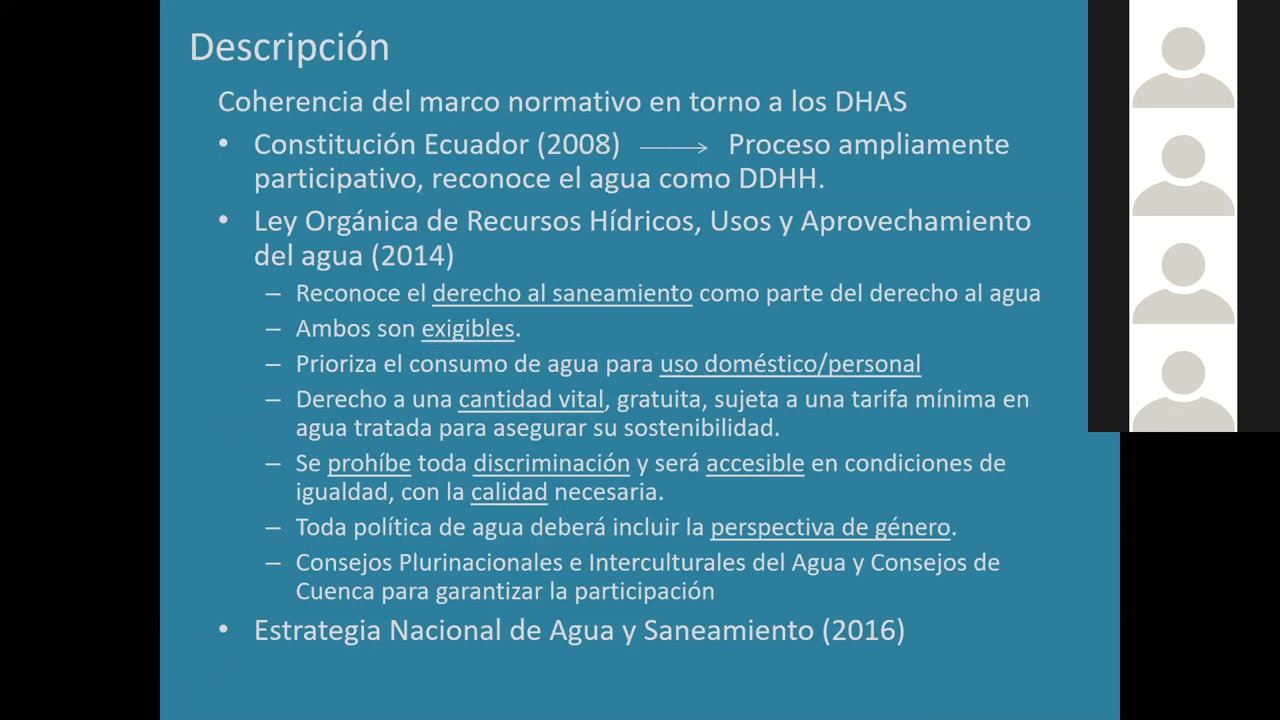 Descripción
Coherencia del marco normativo en torno a los DHAS
• Constitución Ecuador (2008) → Proceso ampliamente
participativo, reconoce el agua como DDHH.
• Ley Orgánica de Recursos Hídricos, Usos y Aprovechamiento
del agua (2014)
– Reconoce el derecho al saneamiento como parte del derecho al agua
– Ambos son exigibles.
– Prioriza el consumo de agua para uso doméstico/personal
– Derecho a una cantidad vital, gratuita, sujeta a una tarifa mínima en
agua tratada para asegurar su sostenibilidad.
– Se prohíbe toda discriminación y será accesible en condiciones de
igualdad, con la calidad necesaria.
– Toda política de agua deberá incluir la perspectiva de género.
– Consejos Plurinacionales e Interculturales del Agua y Consejos de
Cuenca para garantizar la participación
• Estrategia Nacional de Agua y Saneamiento (2016)